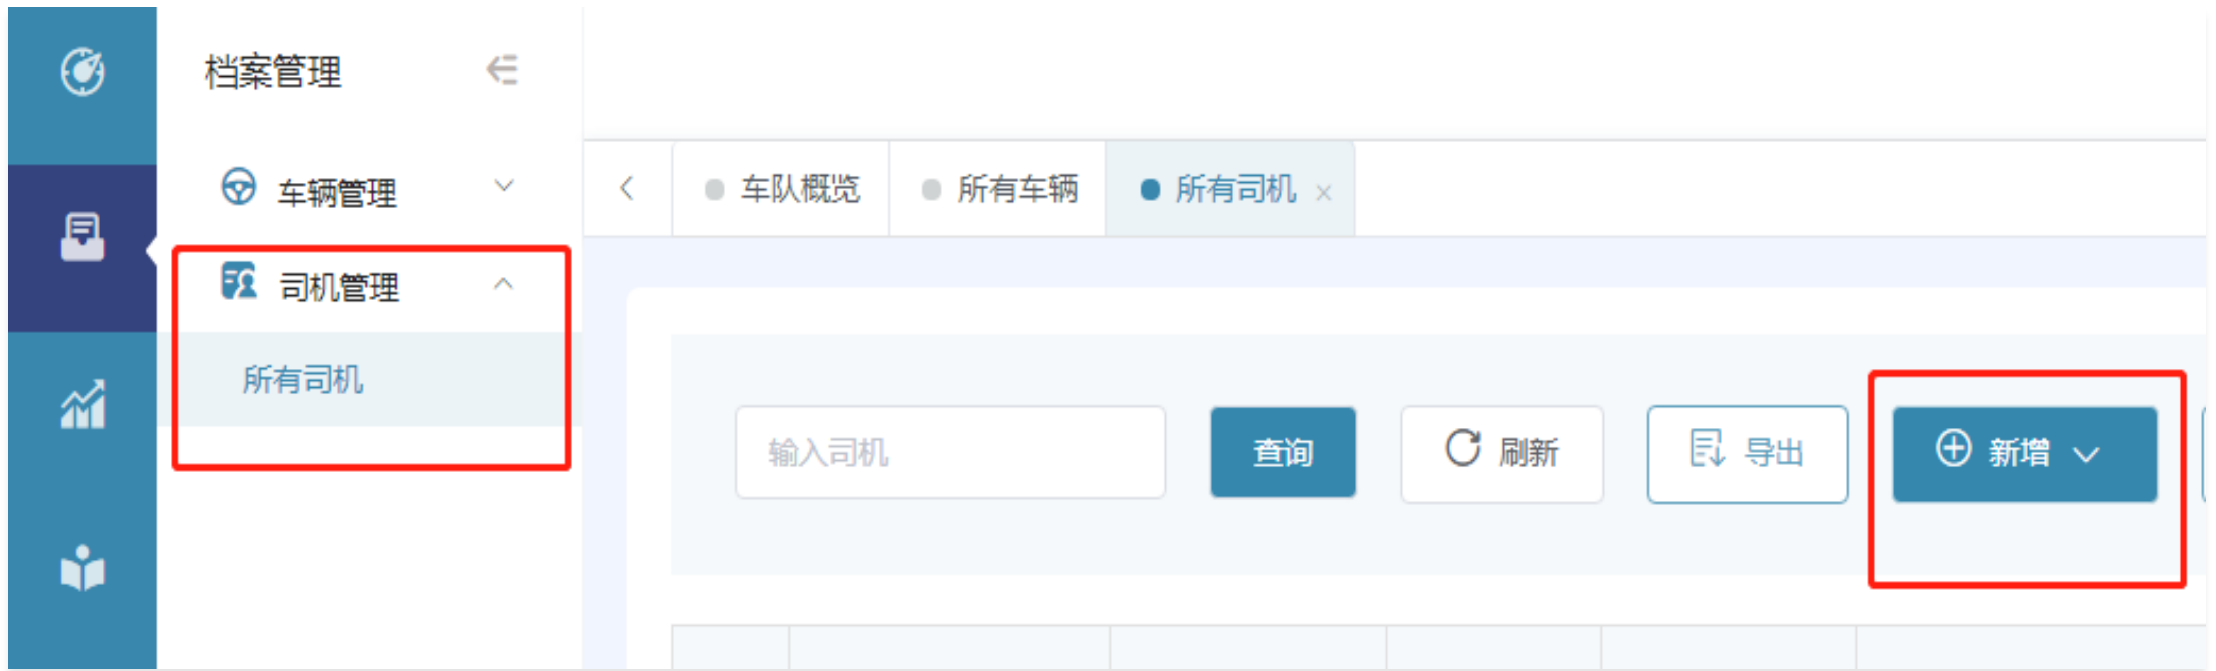 档案管理
车辆管理
司机管理
所有司机
车队概览 所有车辆 所有司机 ×
输入司机 查询 刷新 导出 新增